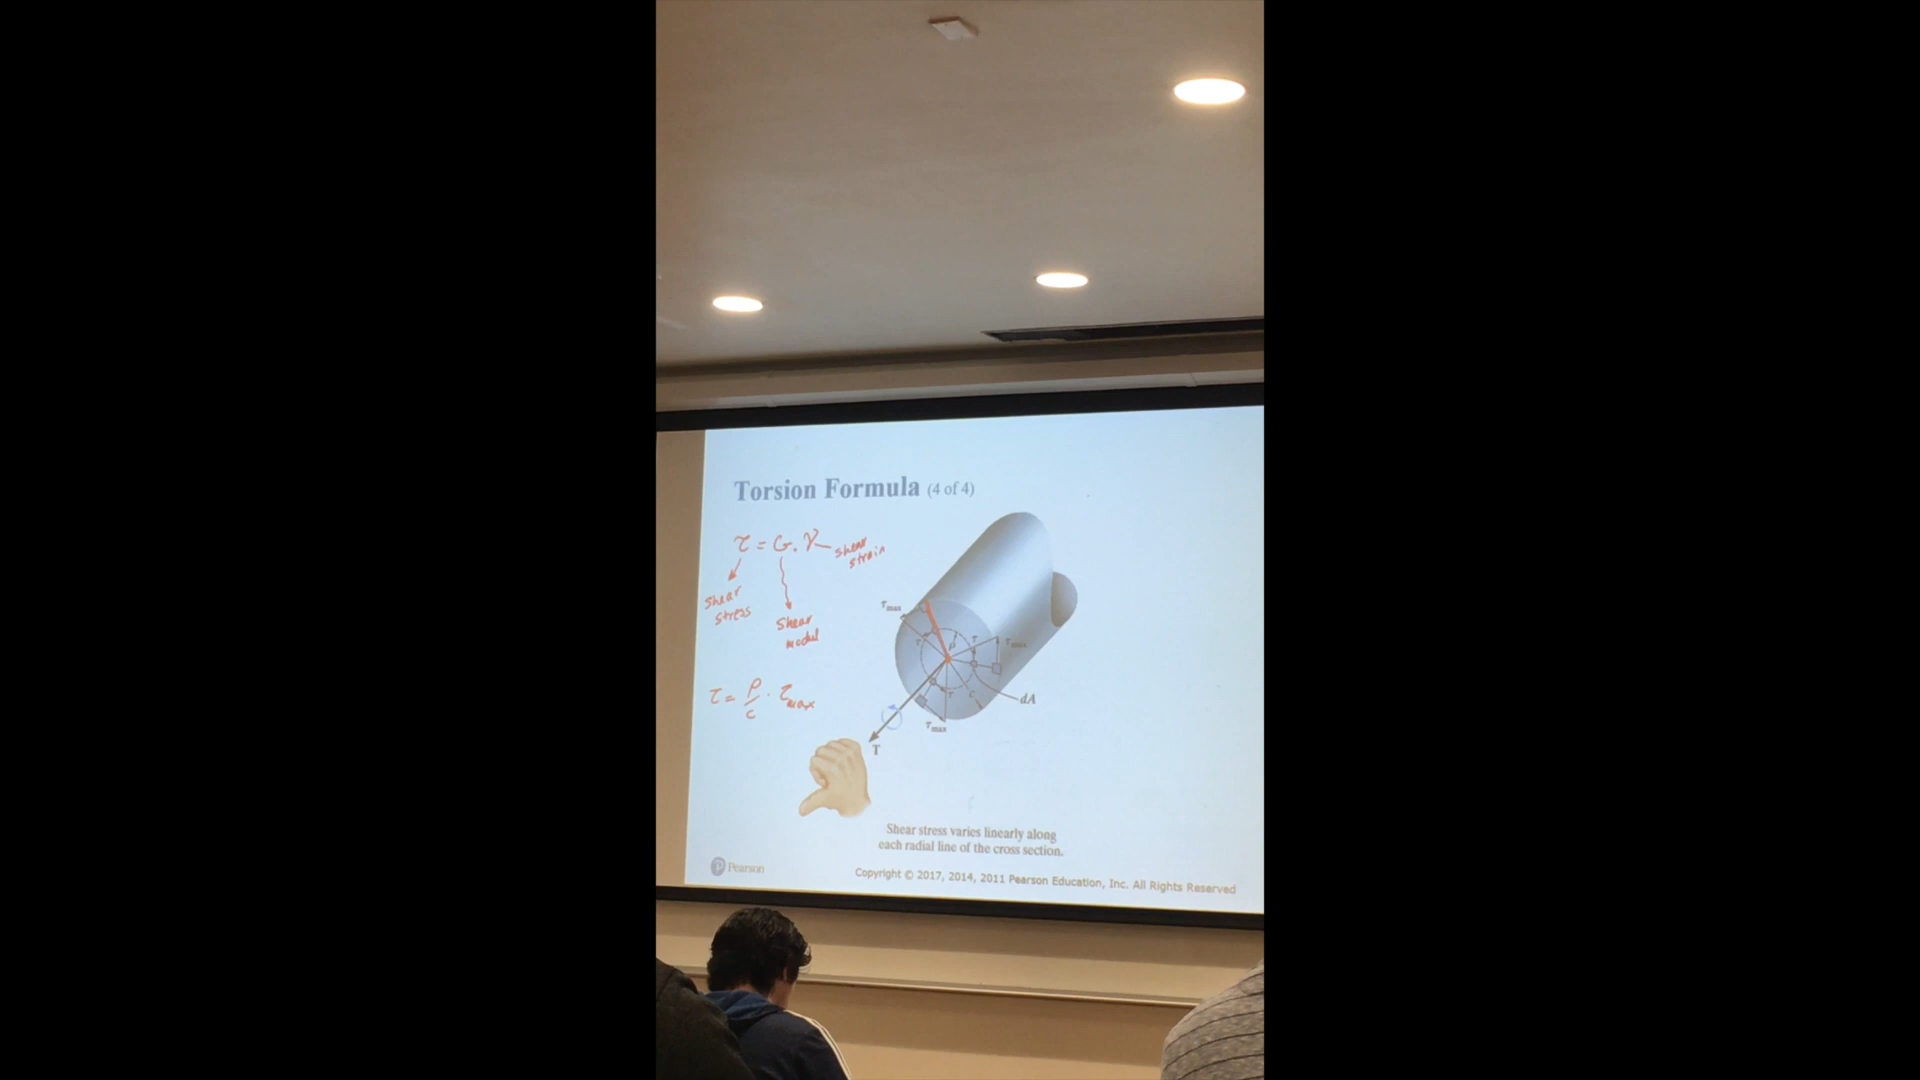 Torsion Formula (4 of 4)
τ = G . γ
shear
strain
shear
stress
Shear
modul
τ = ρ/c · τmax
τmax
τ
ρ
τ
τmax
τ
c
dA
τmax
T
Shear stress varies linearly along
each radial line of the cross section.
Pearson
Copyright © 2017, 2014, 2011 Pearson Education, Inc. All Rights Reserved